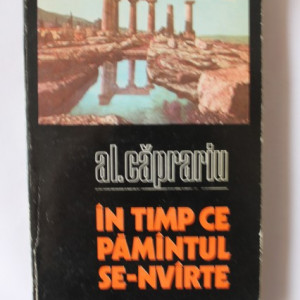 al.căprariu
ÎN TIMP CE
PĂMÎNTUL
SE-NVÎRTE